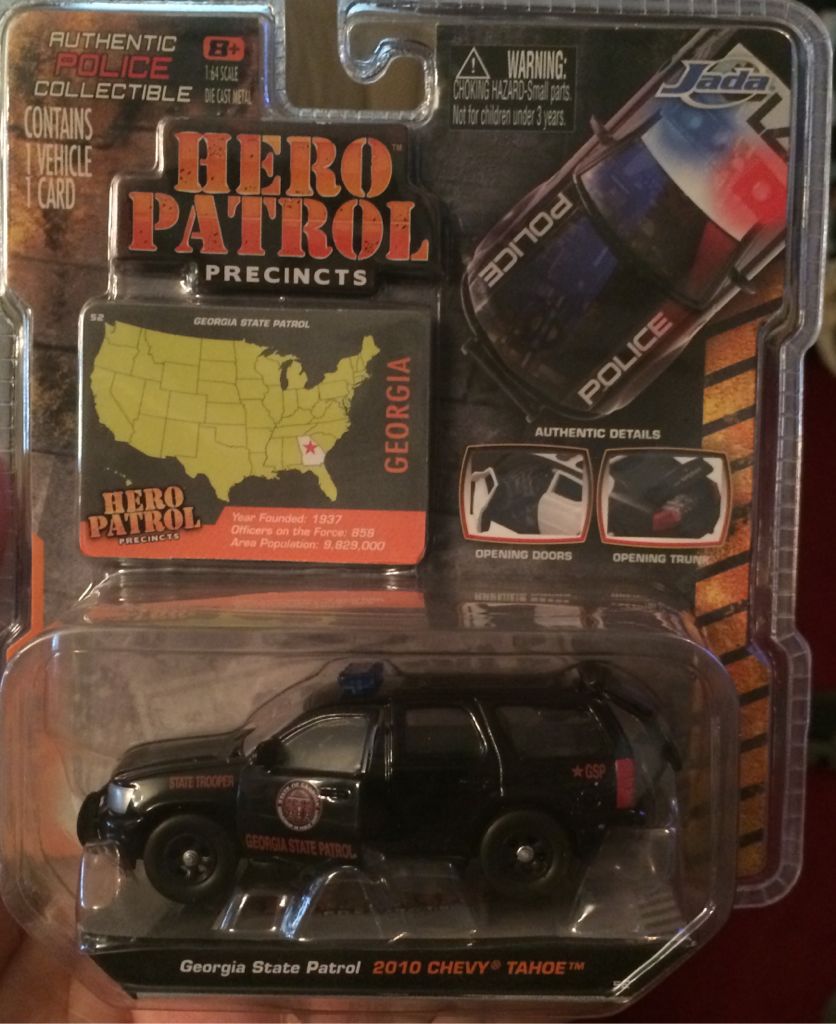 AUTHENTIC
POLICE
COLLECTIBLE
8+
1:64 SCALE
DIE CAST METAL
CONTAINS
1 VEHICLE
1 CARD
WARNING:
CHOKING HAZARD-Small parts.
Not for children under 3 years.
Jada
HERO
PATROL™
PRECINCTS
POLICE
POLICE
52
GEORGIA STATE PATROL
GEORGIA
HERO
PATROL
PRECINCTS
Year Founded: 1937
Officers on the Force: 859
Area Population: 9,829,000
AUTHENTIC DETAILS
OPENING DOORS
OPENING TRUNK
STATE TROOPER
GEORGIA STATE PATROL
★GSP
Georgia State Patrol 2010 CHEVY® TAHOE™